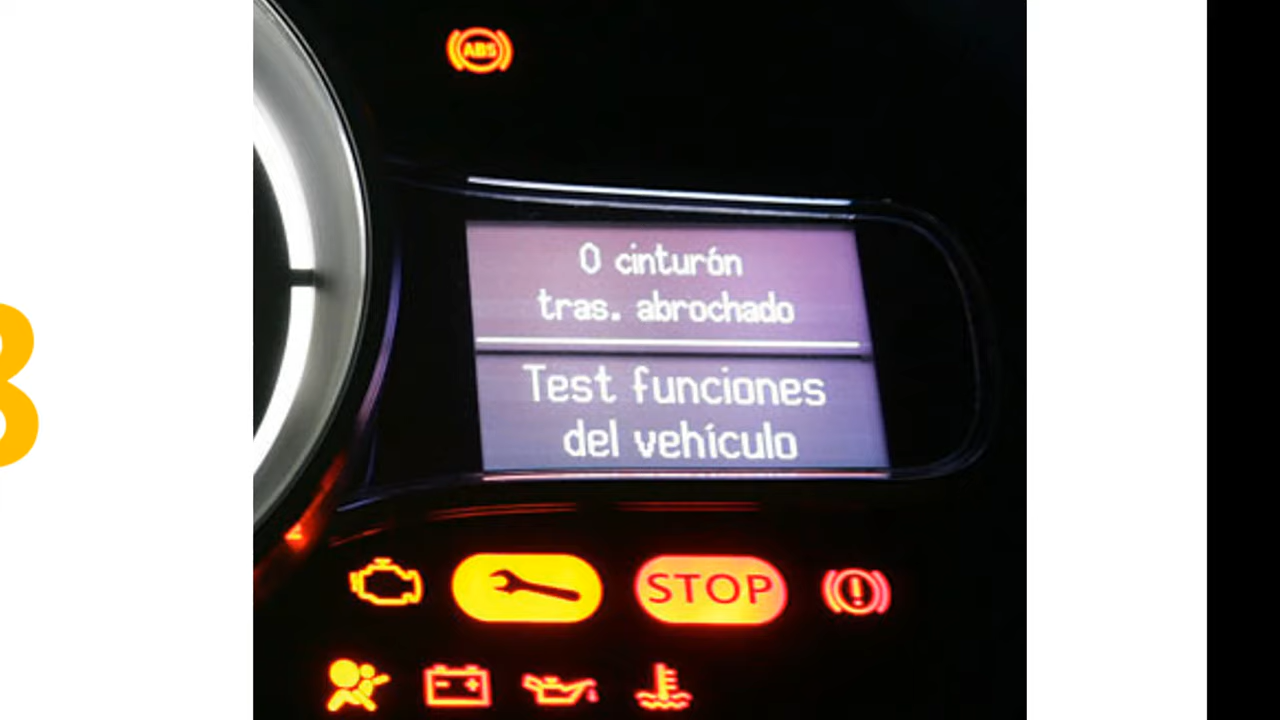 ABS
0 cinturón
tras. abrochado
Test funciones
del vehículo
STOP